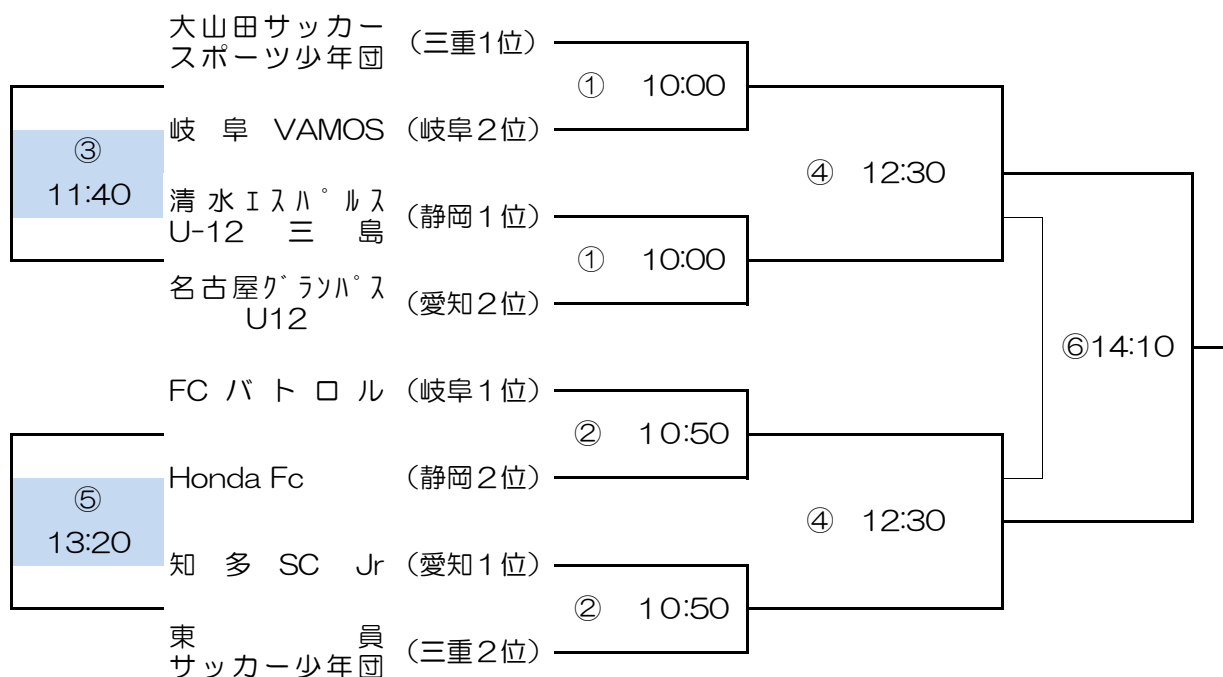 大山田サッカー
スポーツ少年団
(三重1位)
① 10:00
岐阜 VAMOS (岐阜2位)
③
11:40
④ 12:30
清水エスパルス
U-12 三島
(静岡1位)
① 10:00
名古屋グランパス
U12
(愛知2位)
⑥14:10
FC バトロル (岐阜1位)
② 10:50
Honda Fc (静岡2位)
⑤
13:20
④ 12:30
知多 SC Jr (愛知1位)
② 10:50
東員
サッカー少年団
(三重2位)